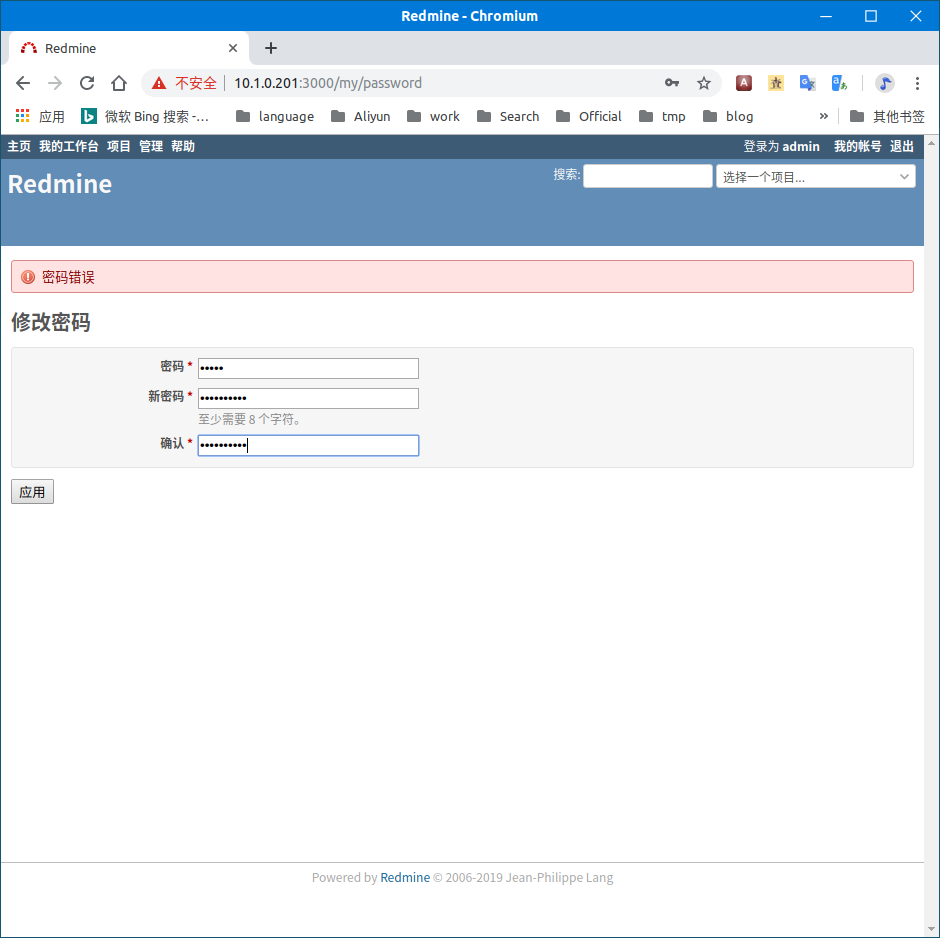 Redmine - Chromium
Redmine
不安全 10.1.0.201:3000/my/password
应用 微软 Bing 搜索 -... language Aliyun work Search Official tmp blog » 其他书签
主页 我的工作台 项目 管理 帮助 登录为 admin 我的帐号 退出
Redmine 搜索: 选择一个项目...
密码错误
修改密码
密码 * •••••
新密码 * ••••••••••
至少需要 8 个字符。
确认 * ••••••••••
应用
Powered by Redmine © 2006-2019 Jean-Philippe Lang